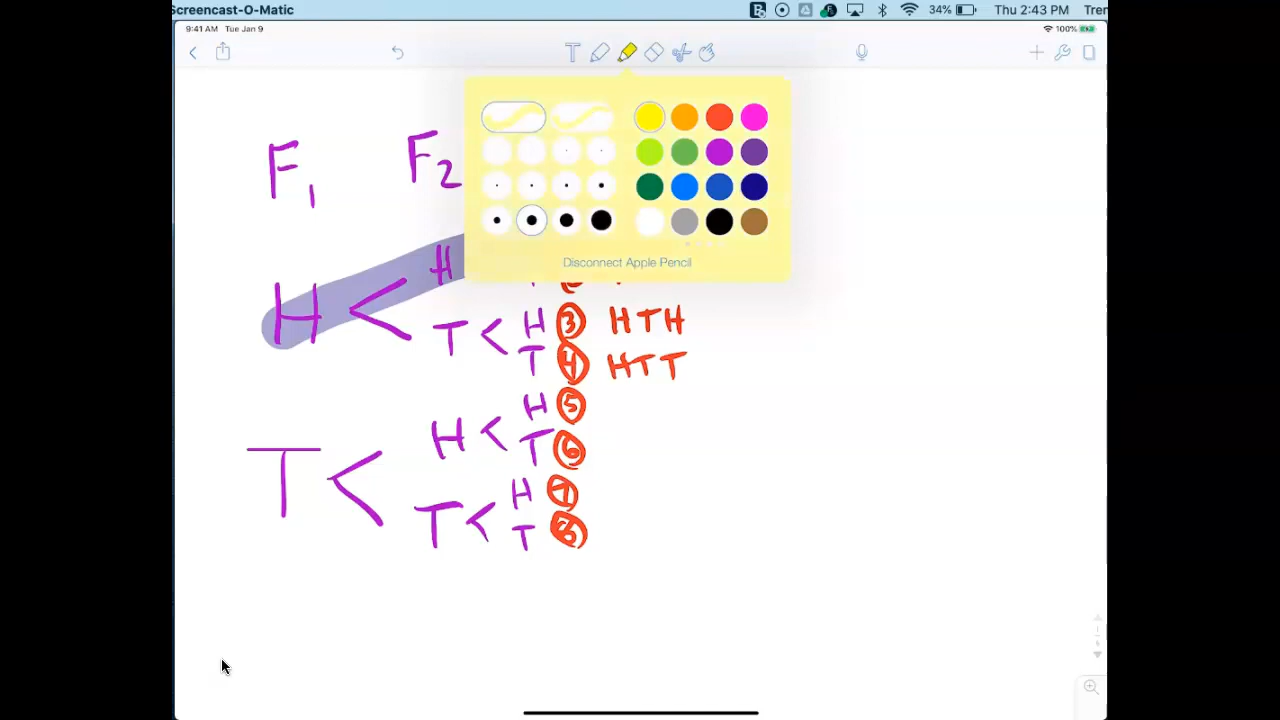 Screencast-O-Matic 34% Thu 2:43 PM Tren
9:41 AM Tue Jan 9 100%
F1 F2
Disconnect Apple Pencil
H < H
T < H 3 HTH
T 4 HTT
H 5
H < T 6
T <
H
T < T 8